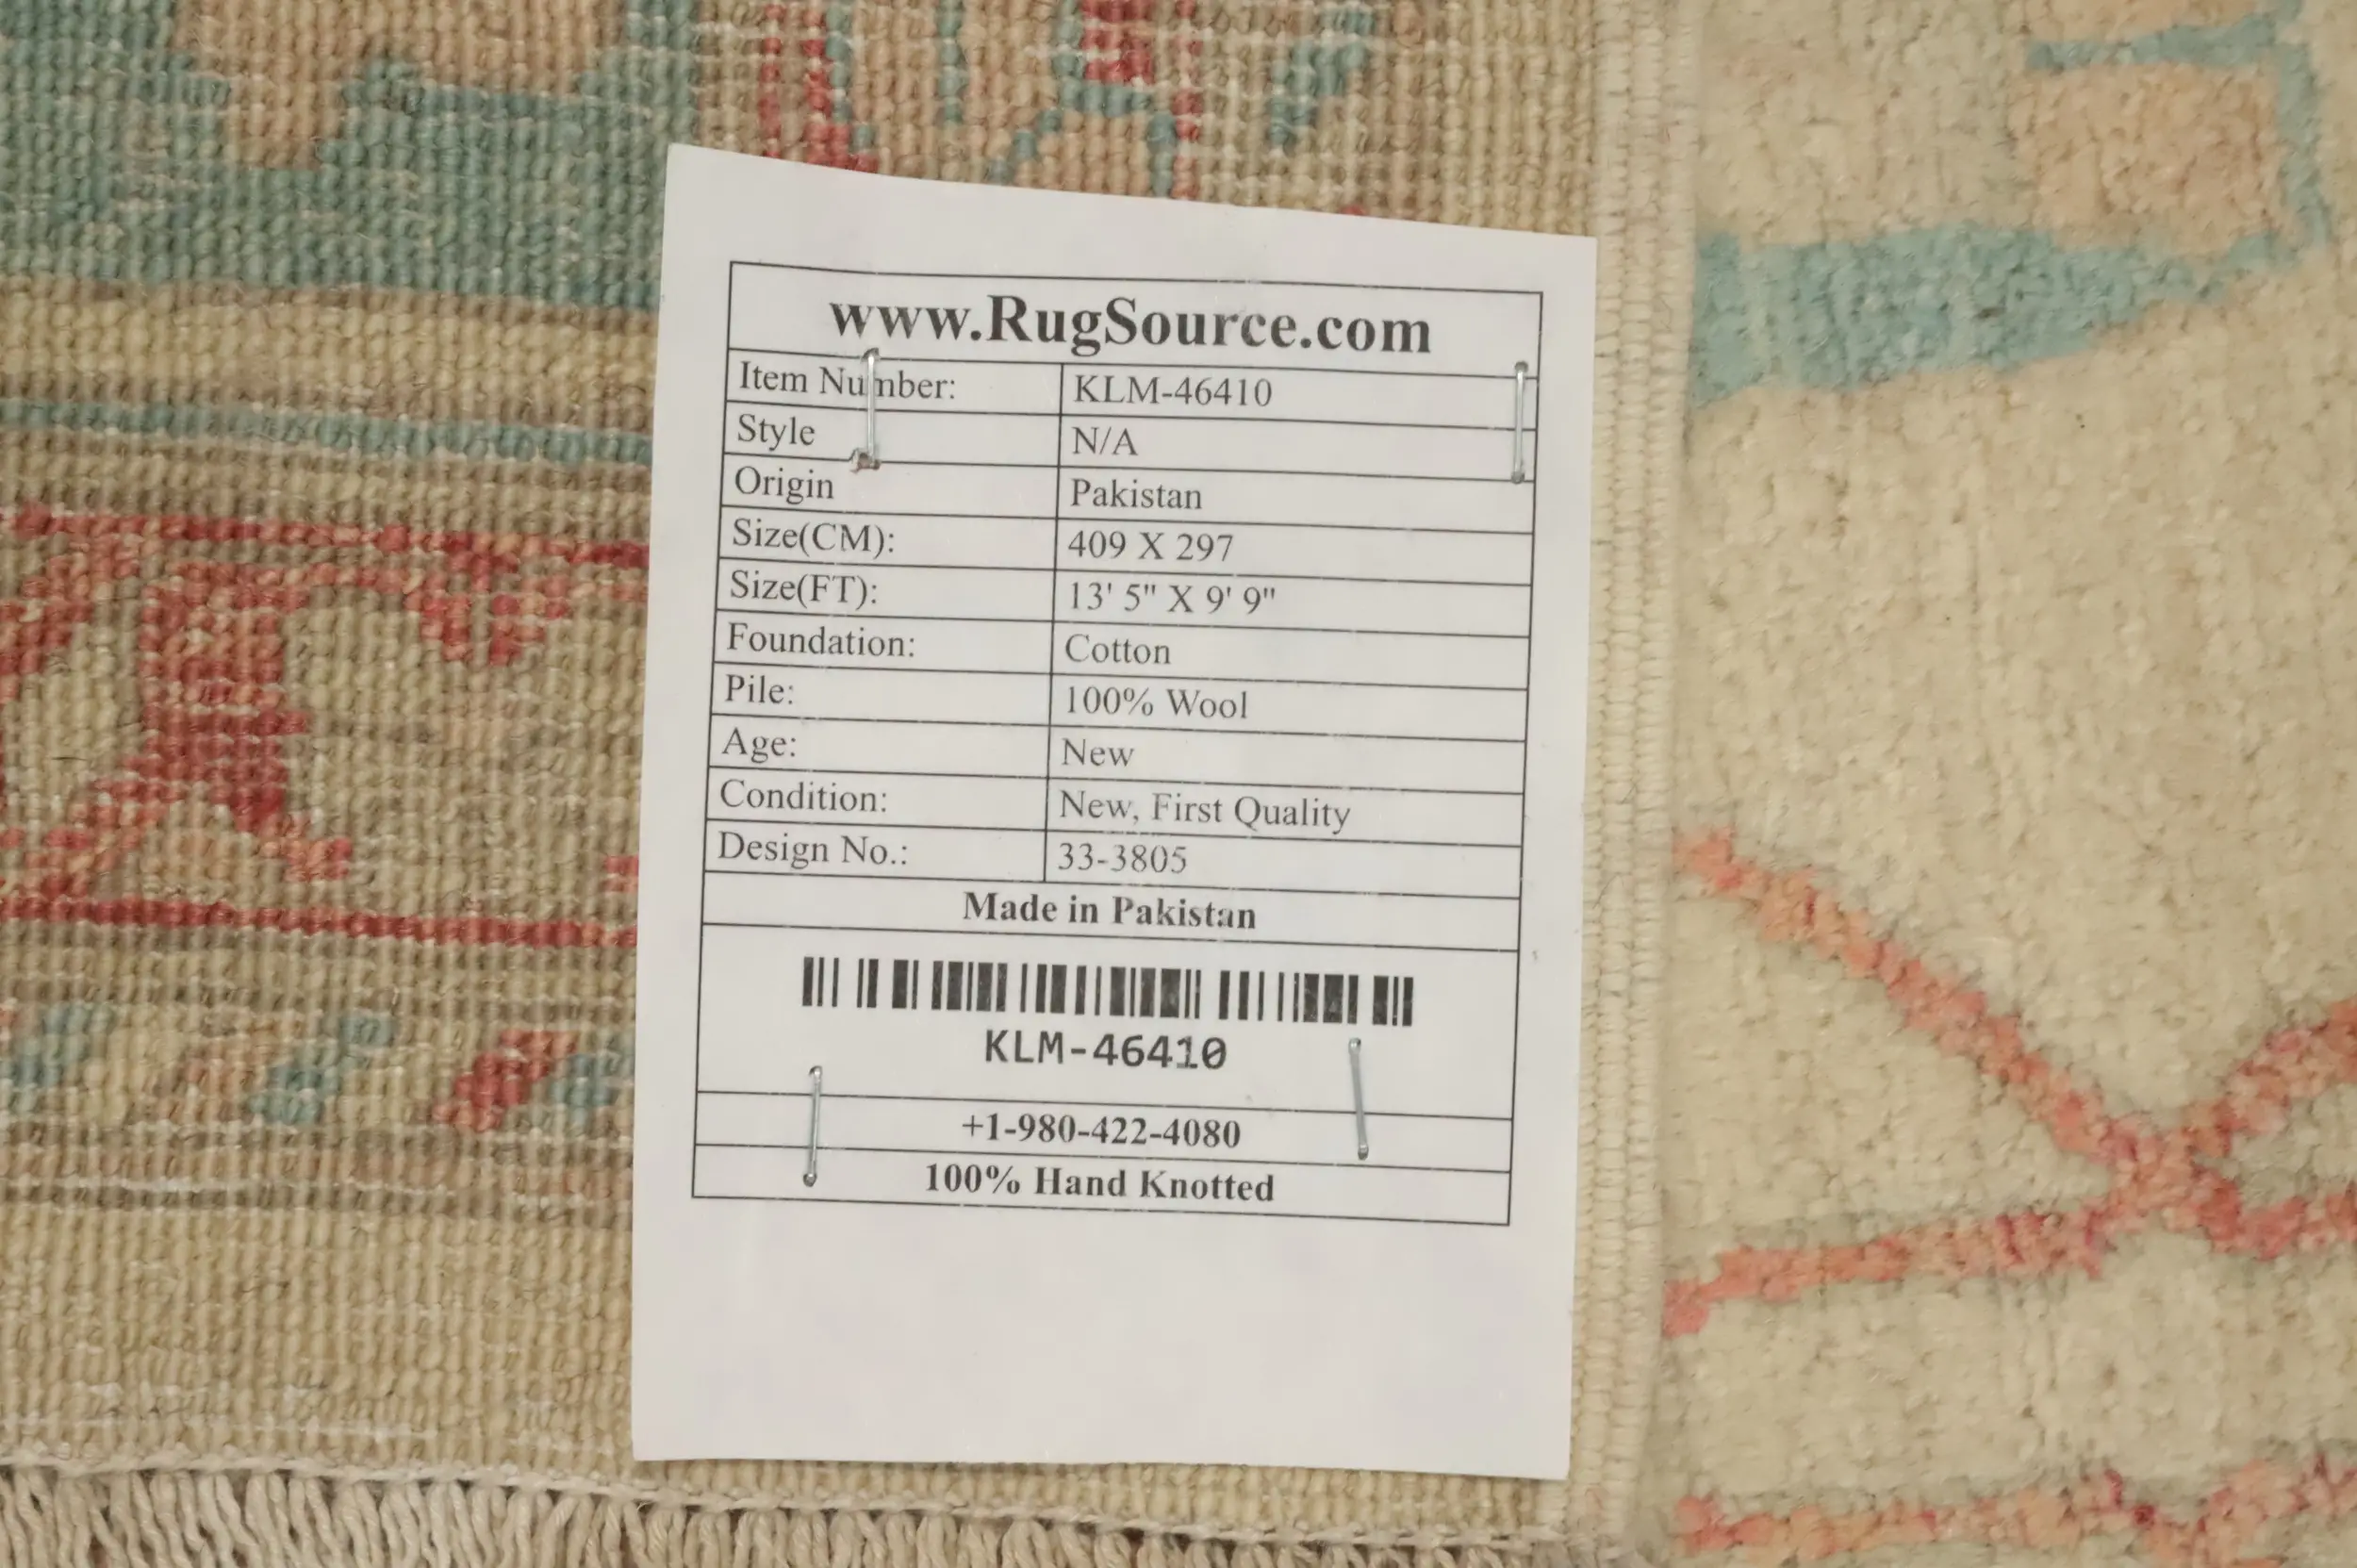 www.RugSource.com
Item Number: KLM-46410
Style N/A
Origin Pakistan
Size(CM): 409 X 297
Size(FT): 13' 5" X 9' 9"
Foundation: Cotton
Pile: 100% Wool
Age: New
Condition: New, First Quality
Design No.: 33-3805
Made in Pakistan
KLM-46410
+1-980-422-4080
100% Hand Knotted